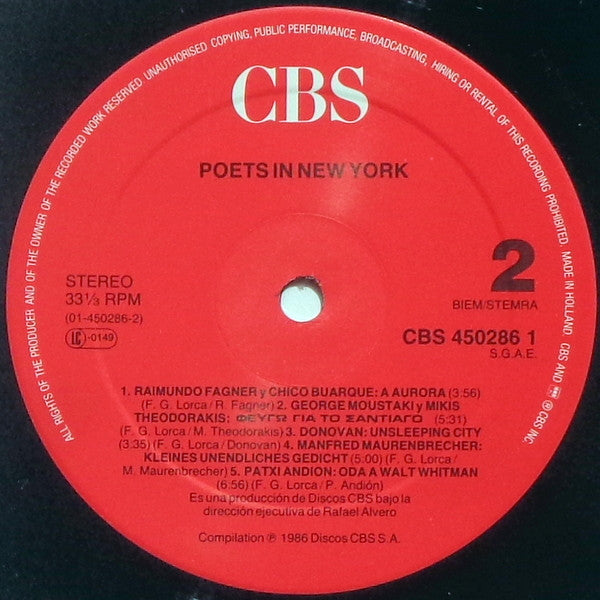 ALL RIGHTS OF THE PRODUCER AND OF THE OWNER OF THE RECORDED WORK RESERVED. UNAUTHORISED COPYING, PUBLIC PERFORMANCE, BROADCASTING, HIRING OR RENTAL OF THIS RECORDING PROHIBITED. MADE IN HOLLAND. CBS AND ® © CBS INC.
CBS
POETS IN NEW YORK
STEREO
33⅓ RPM
(01-450286-2)
LC-0149
2
BIEM/STEMRA
CBS 450286 1
S.G.A.E.
1. RAIMUNDO FAGNER y CHICO BUARQUE: A AURORA (3:56)
(F. G. Lorca / R. Fagner) 2. GEORGE MOUSTAKI y MIKIS
THEODORAKIS: ΦΕΥΓΩ ΓΙΑ ΤΟ ΣΑΝΤΙΑΓΟ (5:31)
(F. G. Lorca / M. Theodorakis) 3. DONOVAN: UNSLEEPING CITY
(3:35) (F. G. Lorca / Donovan) 4. MANFRED MAURENBRECHER:
KLEINES UNENDLICHES GEDICHT (5:00) (F. G. Lorca /
M. Maurenbrecher) 5. PATXI ANDION: ODA A WALT WHITMAN
(6:56) (F. G. Lorca / P. Andión)
Es una producción de Discos CBS bajo la
dirección ejecutiva de Rafael Alvero
Compilation ℗ 1986 Discos CBS S.A.